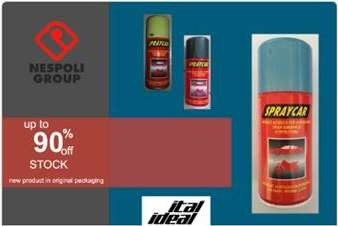 NESPOLI
GROUP
up to
90%
off
STOCK
new product in original packaging
SPRAYCAR
SPRAYCAR
SPRAYCAR
ital
ideal